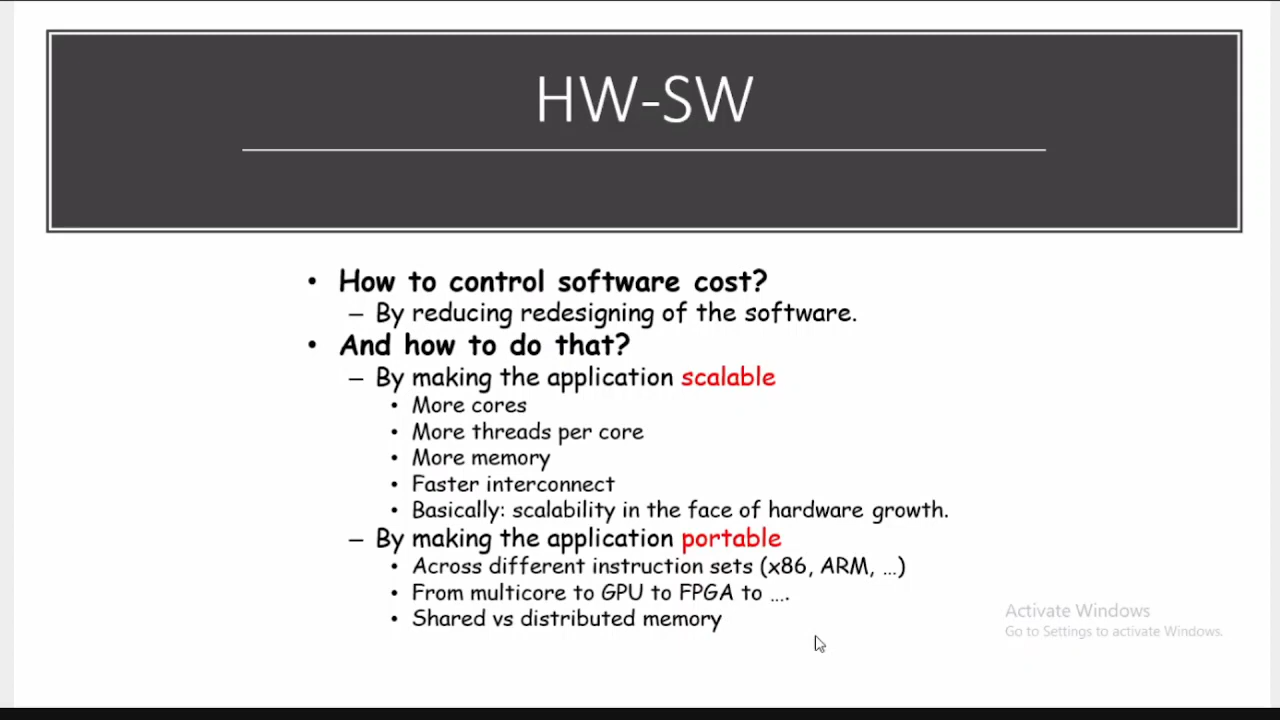 HW-SW
• How to control software cost?
– By reducing redesigning of the software.
• And how to do that?
– By making the application scalable
• More cores
• More threads per core
• More memory
• Faster interconnect
• Basically: scalability in the face of hardware growth.
– By making the application portable
• Across different instruction sets (x86, ARM, …)
• From multicore to GPU to FPGA to ….
• Shared vs distributed memory
Activate Windows
Go to Settings to activate Windows.